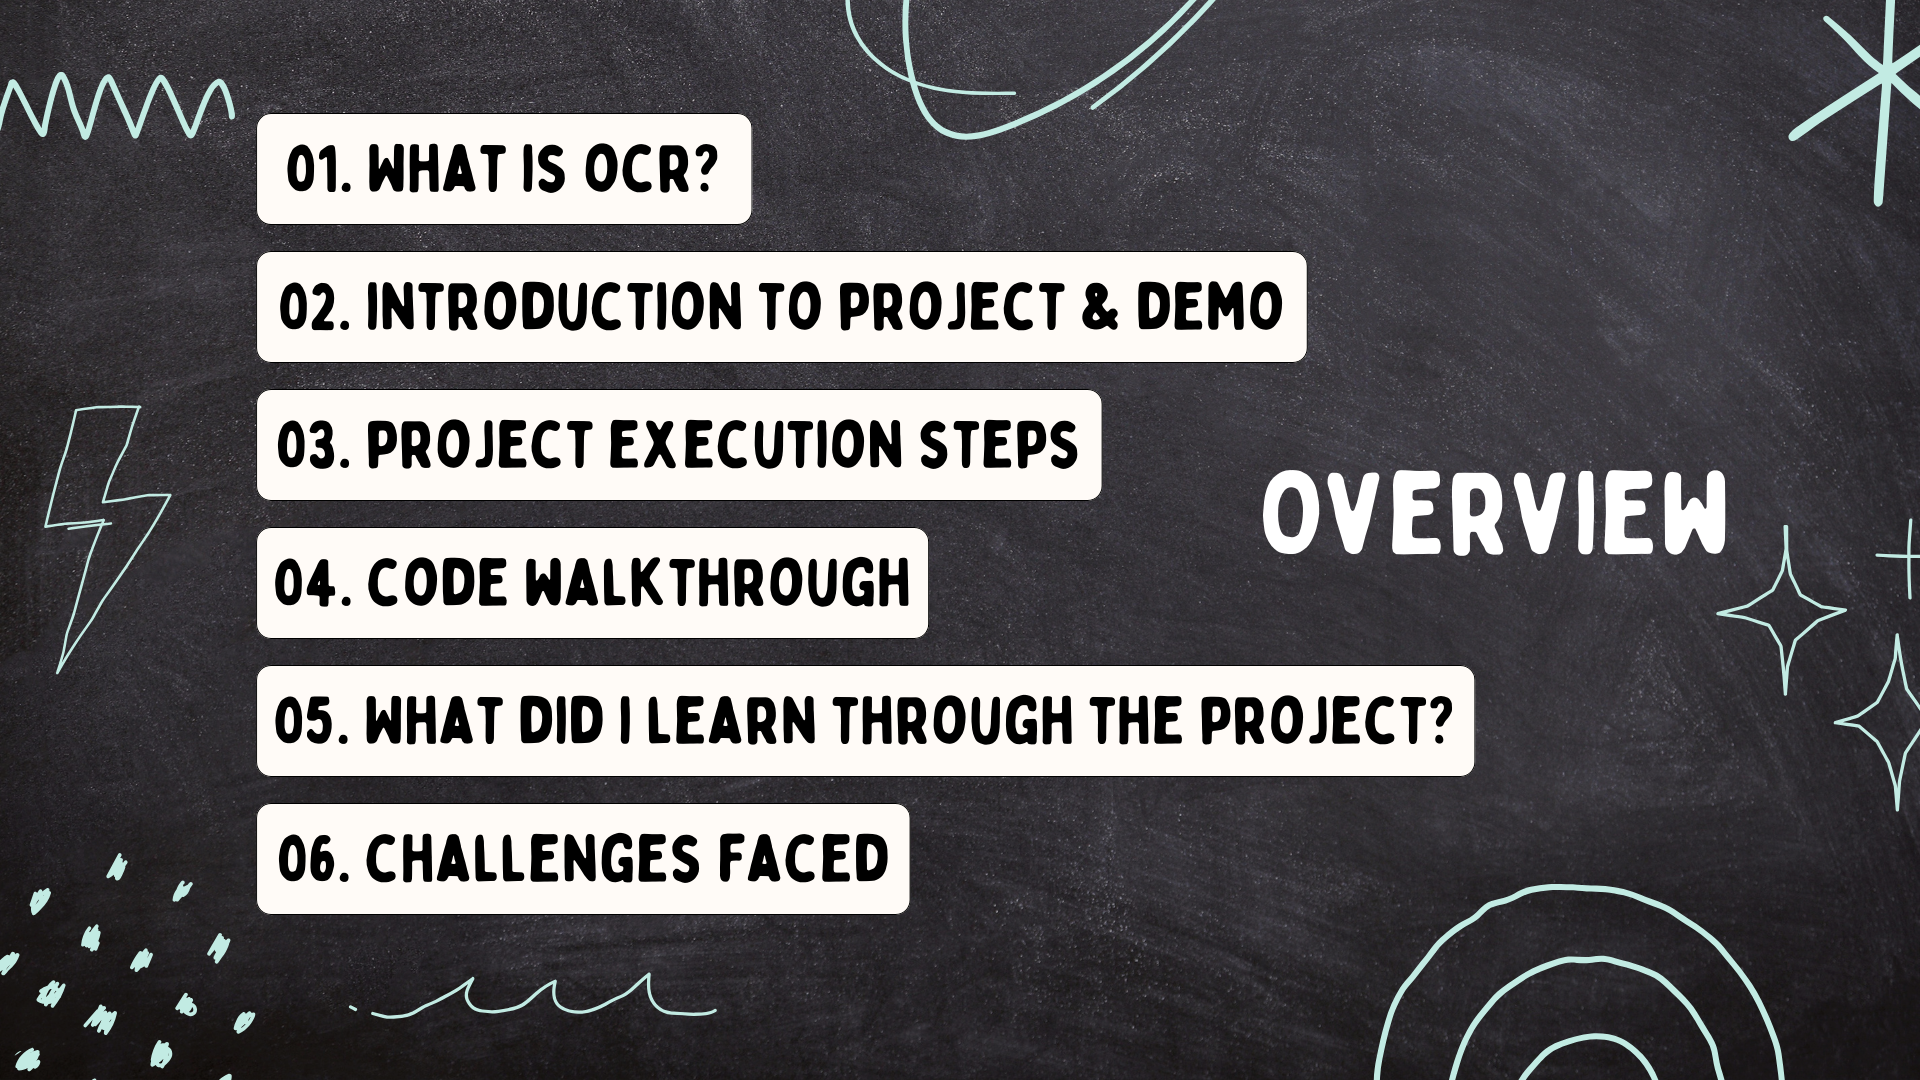 01. WHAT IS OCR?
02. INTRODUCTION TO PROJECT & DEMO
03. PROJECT EXECUTION STEPS
04. CODE WALKTHROUGH
05. WHAT DID I LEARN THROUGH THE PROJECT?
06. CHALLENGES FACED
OVERVIEW